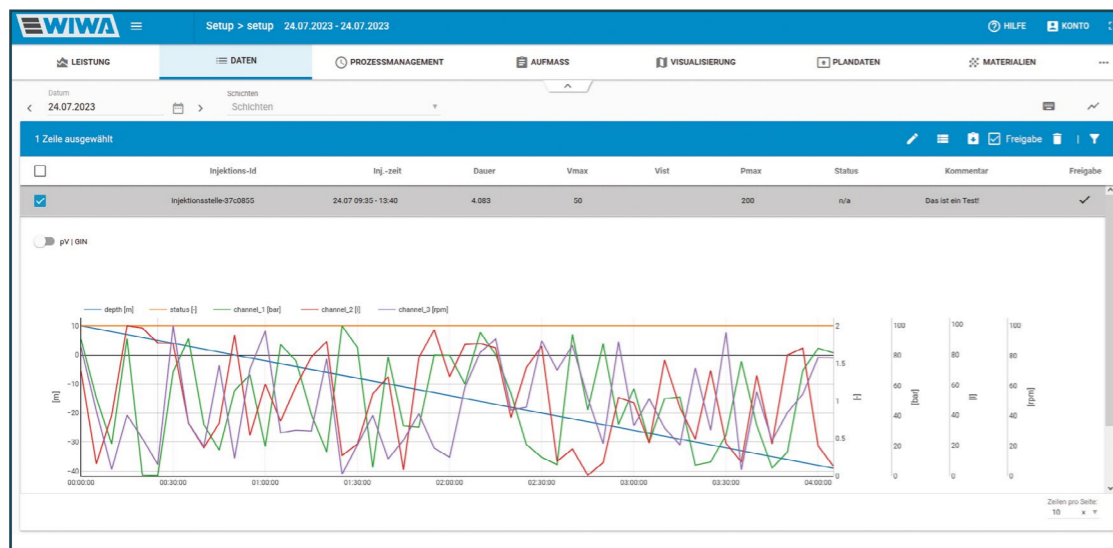 WIWA Setup > setup 24.07.2023 - 24.07.2023 HILFE KONTO
LEISTUNG DATEN PROZESSMANAGEMENT AUFMASS VISUALISIERUNG PLANDATEN MATERIALIEN ...
Datum Schichten
24.07.2023 Schichten
1 Zeile ausgewählt Freigabe
Injektions-Id Inj.-zeit Dauer Vmax Vist Pmax Status Kommentar Freigabe
Injektionsstelle-37c0855 24.07 09:35 - 13:40 4.083 50 200 n/a Das ist ein Test!
pV | GIN
depth [m] status [-] channel_1 [bar] channel_2 [l] channel_3 [rpm]
10 2 100 100 100
0 1.5 80 80 80
-10 60 60 60
[m] -20 1 [-] [bar] 40 [l] 40 [rpm] 40
-30 0.5 20 20 20
-40 0 0 0 0
00:00:00 00:30:00 01:00:00 01:30:00 02:00:00 02:30:00 03:00:00 03:30:00 04:00:00
Zeilen pro Seite:
10 x